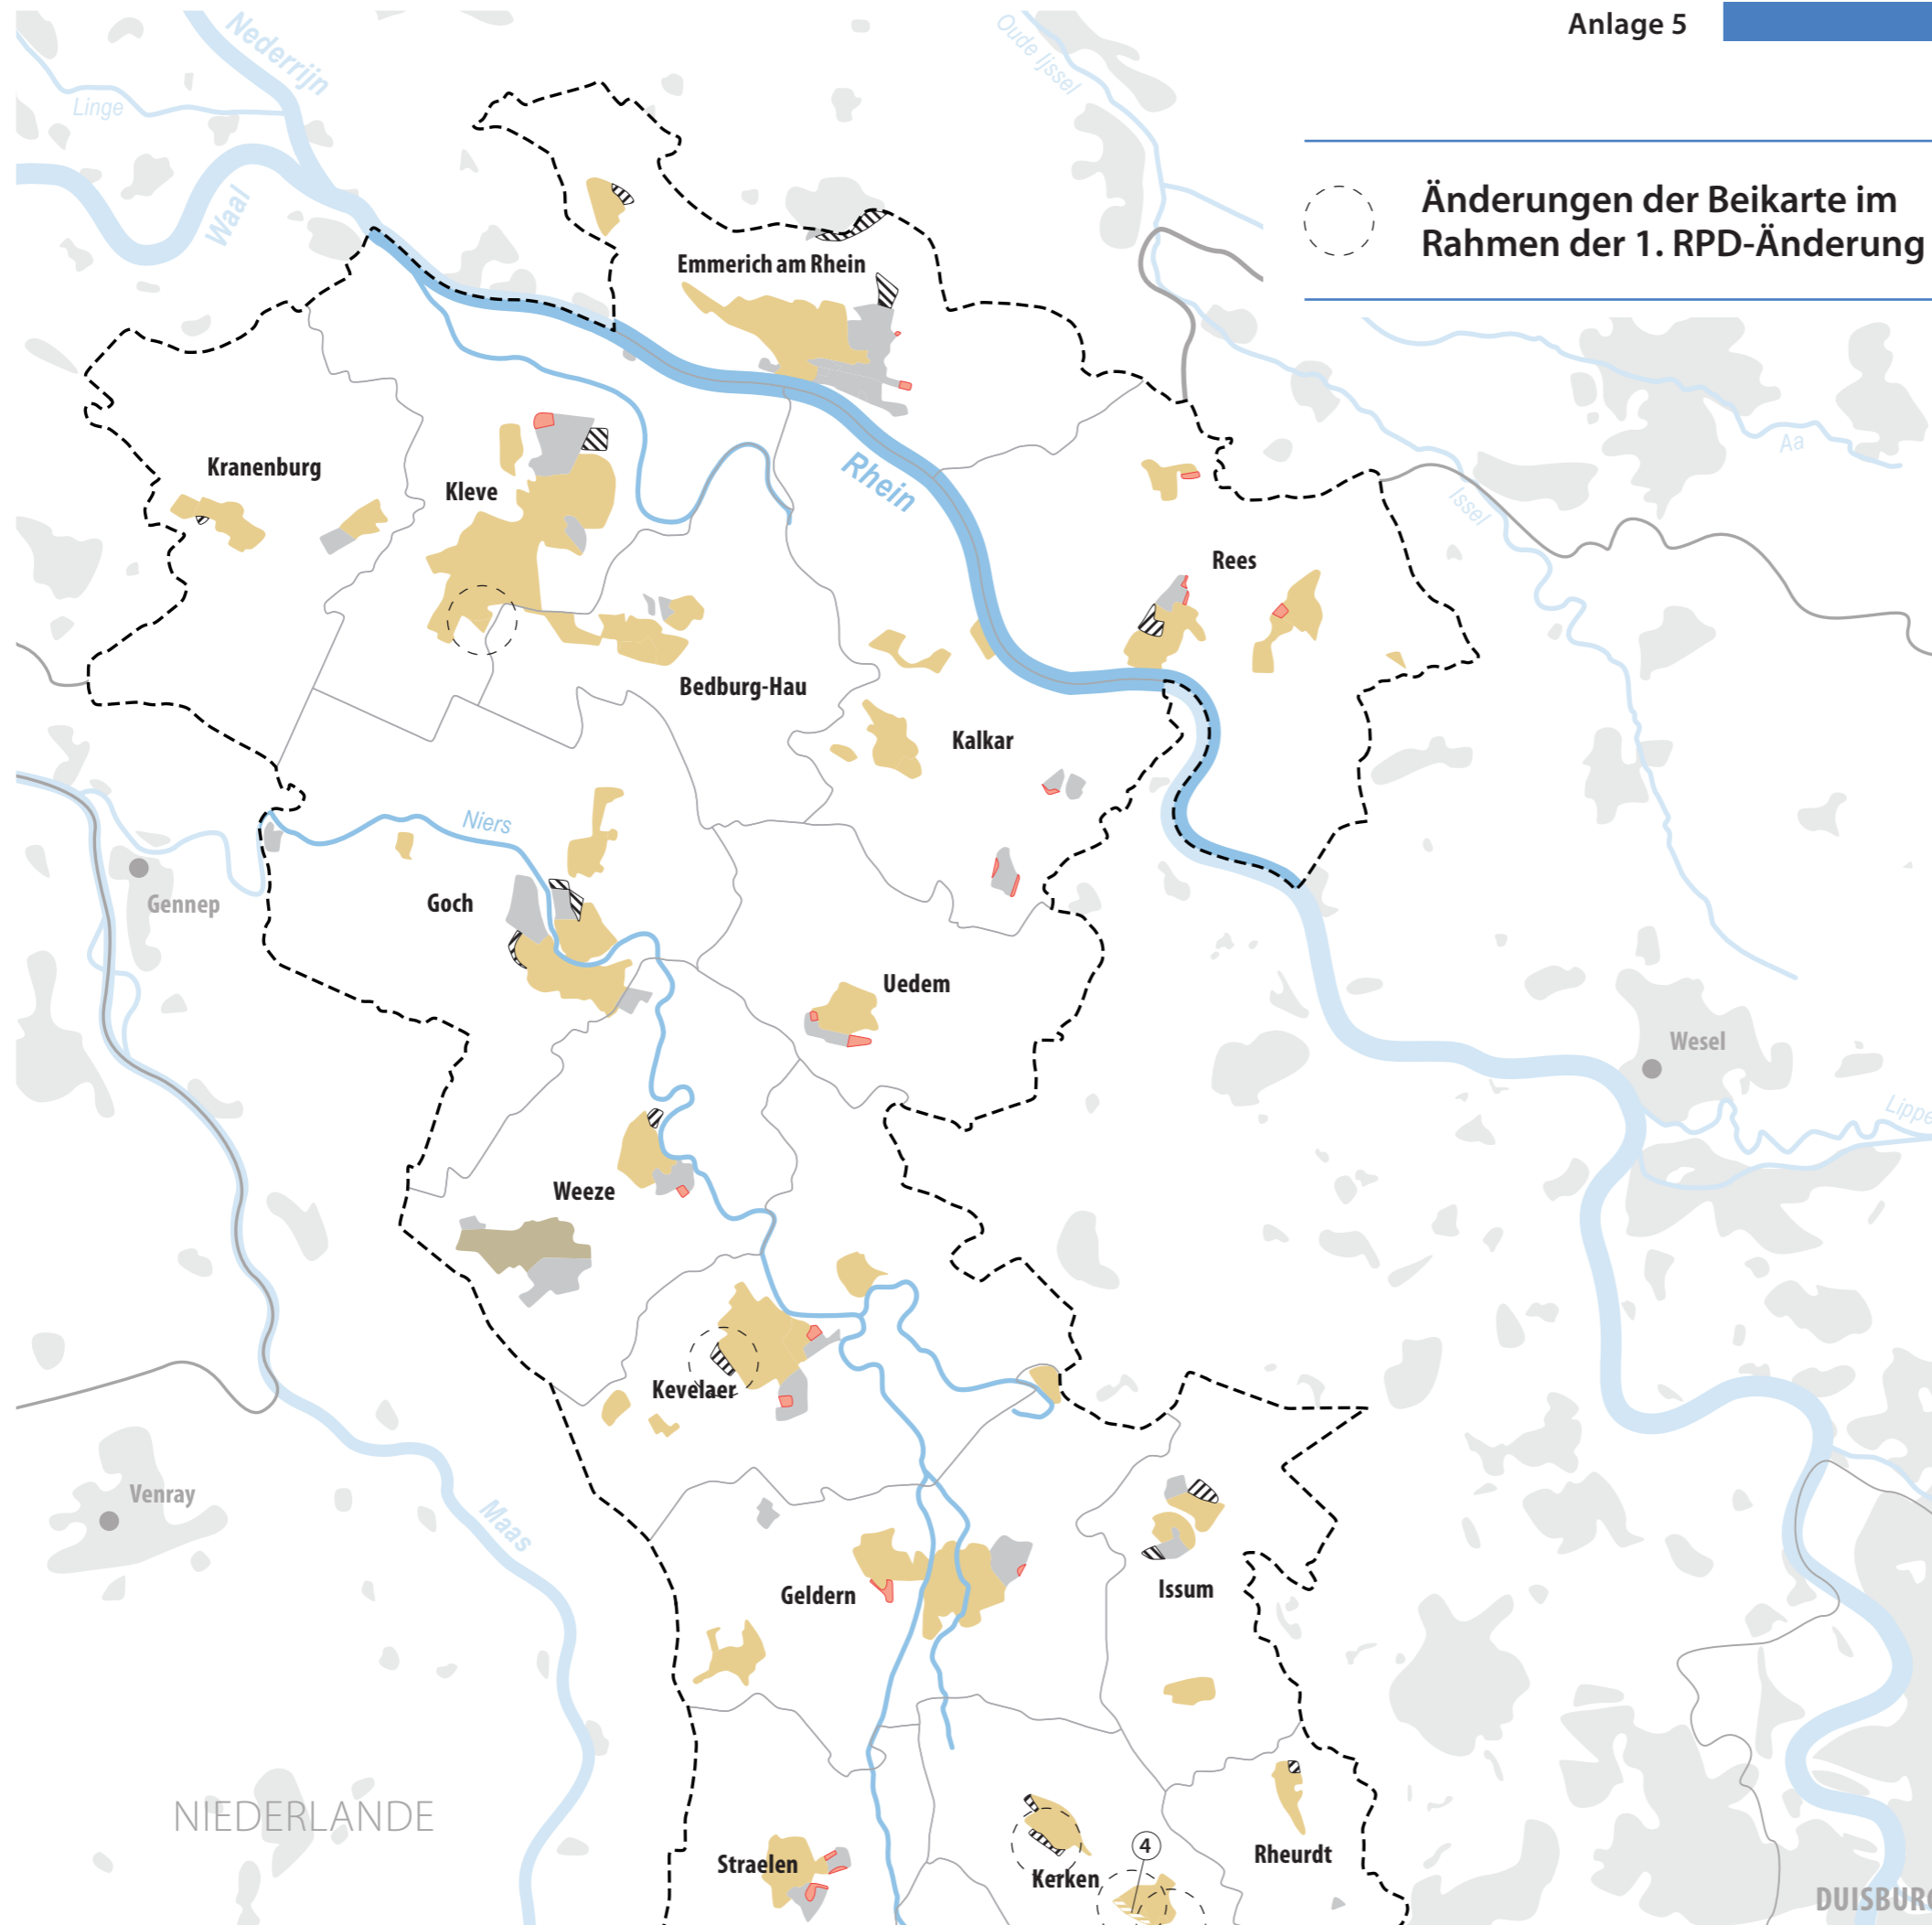 Anlage 5
Nederrijn
Oude Ijssel
Linge
Waal
Änderungen der Beikarte im
Rahmen der 1. RPD-Änderung
Emmerich am Rhein
Aa
Kranenburg
Kleve
Rhein
Issel
Rees
Bedburg-Hau
Kalkar
Niers
Gennep
Goch
Uedem
Wesel
Lippe
Weeze
Kevelaer
Venray
Maas
Geldern
Issum
NIEDERLANDE
Straelen
Kerken
4
Rheurdt